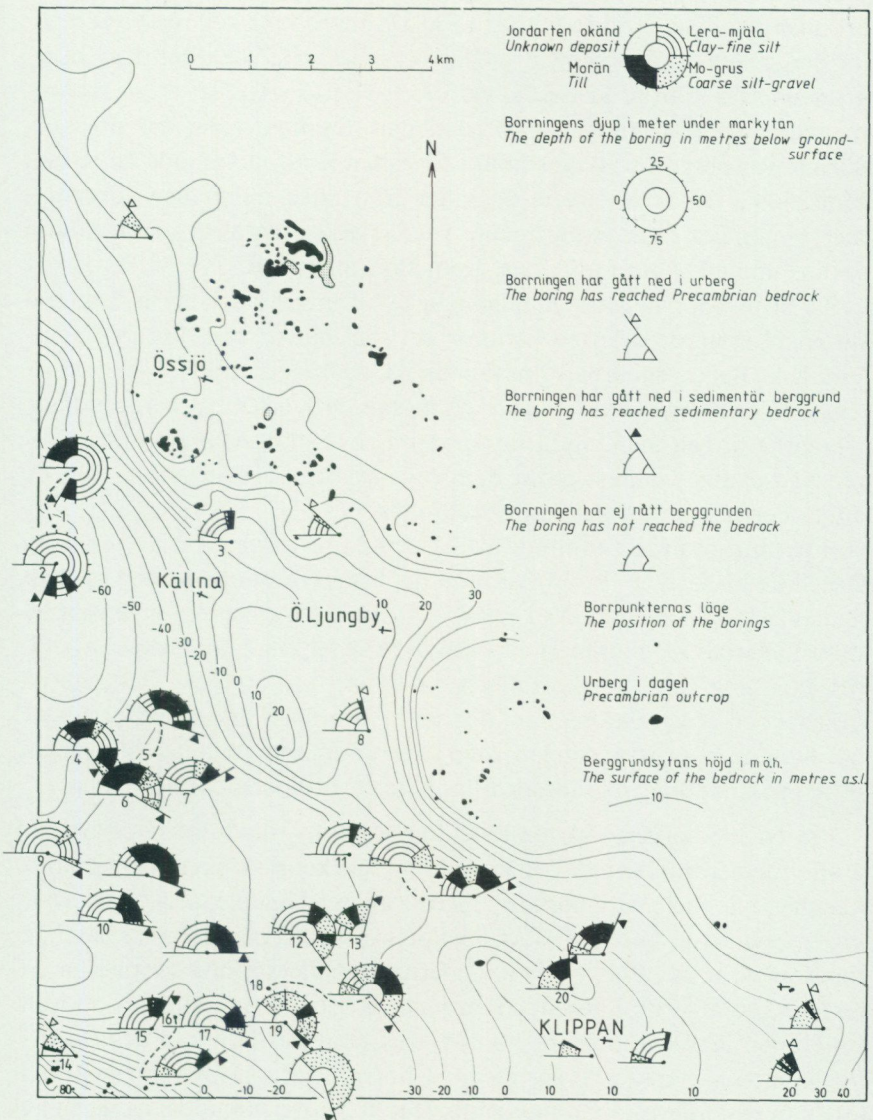 Jordarten okänd
Unknown deposit
Lera-mjäla
Clay-fine silt
Morän
Till
Mo-grus
Coarse silt-gravel
0 1 2 3 4 km
Borrningens djup i meter under markytan
The depth of the boring in metres below ground-
surface
N
25
0
50
75
Borrningen har gått ned i urberg
The boring has reached Precambrian bedrock
Össjö
Borrningen har gått ned i sedimentär berggrund
The boring has reached sedimentary bedrock
1
Borrningen har ej nått berggrunden
The boring has not reached the bedrock
3
2
Källna
-60
-50
-40
-30
-20
-10
0
10
20
10
20
30
Ö.Ljungby
Borrpunkternas läge
The position of the borings
Urberg i dagen
Precambrian outcrop
8
4
5
6
7
Berggrundsytans höjd i m ö.h.
The surface of the bedrock in metres a.s.l.
10
9
11
10
12
13
18
20
15
16
17
19
KLIPPAN
14
80
0
-10
-20
-30
-20
-10
0
10
10
10
20
30
40